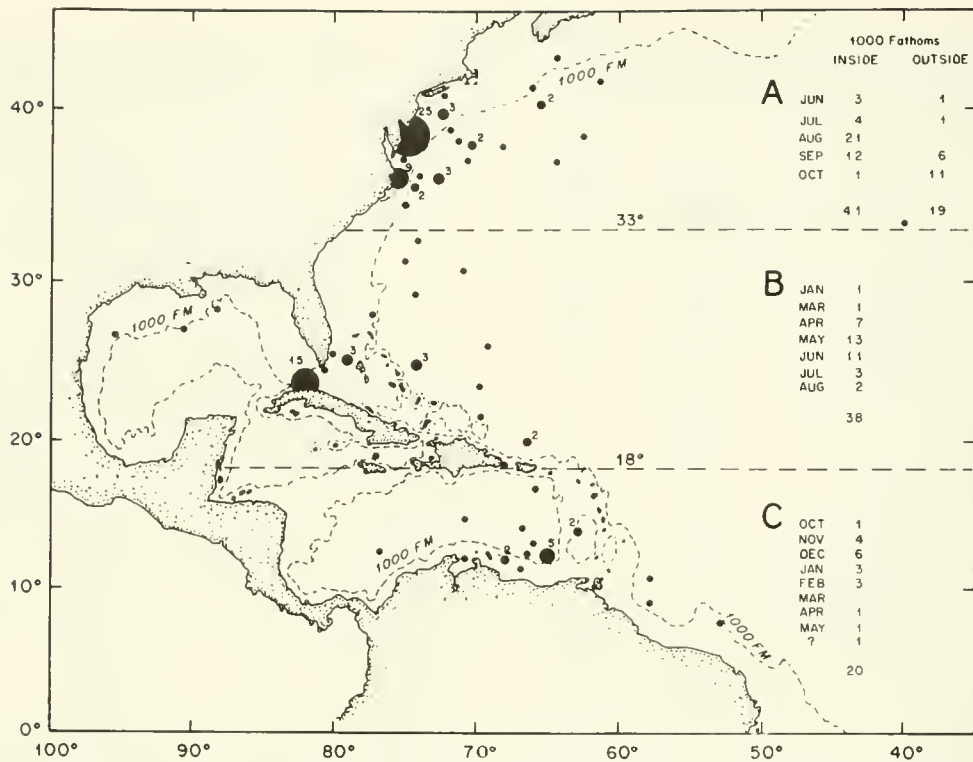 1000 Fathoms
INSIDE OUTSIDE
A
JUN 3 1
JUL 4 1
AUG 21
SEP 12 6
OCT 1 11
41 19
1000 FM
2
3
25
2
9
3
2
40°
33°
B
JAN 1
MAR 1
APR 7
MAY 13
JUN 11
JUL 3
AUG 2
38
30°
1000 FM
3
3
15
20°
2
18°
C
OCT 1
NOV 4
DEC 6
JAN 3
FEB 3
MAR
APR 1
MAY 1
? 1
20
2
5
2
1000 FM
10°
1000 FM
0°
100° 90° 80° 70° 60° 50° 40°